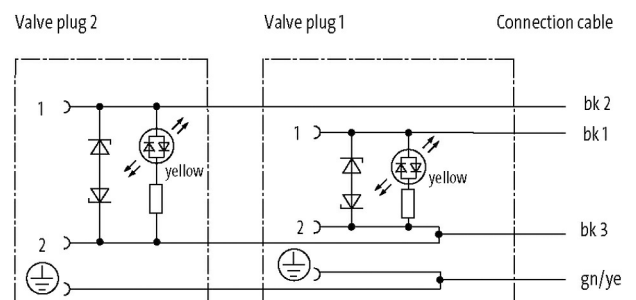 Valve plug 2
Valve plug 1
Connection cable
1
bk 2
1
bk 1
yellow
yellow
2
2
bk 3
gn/ye